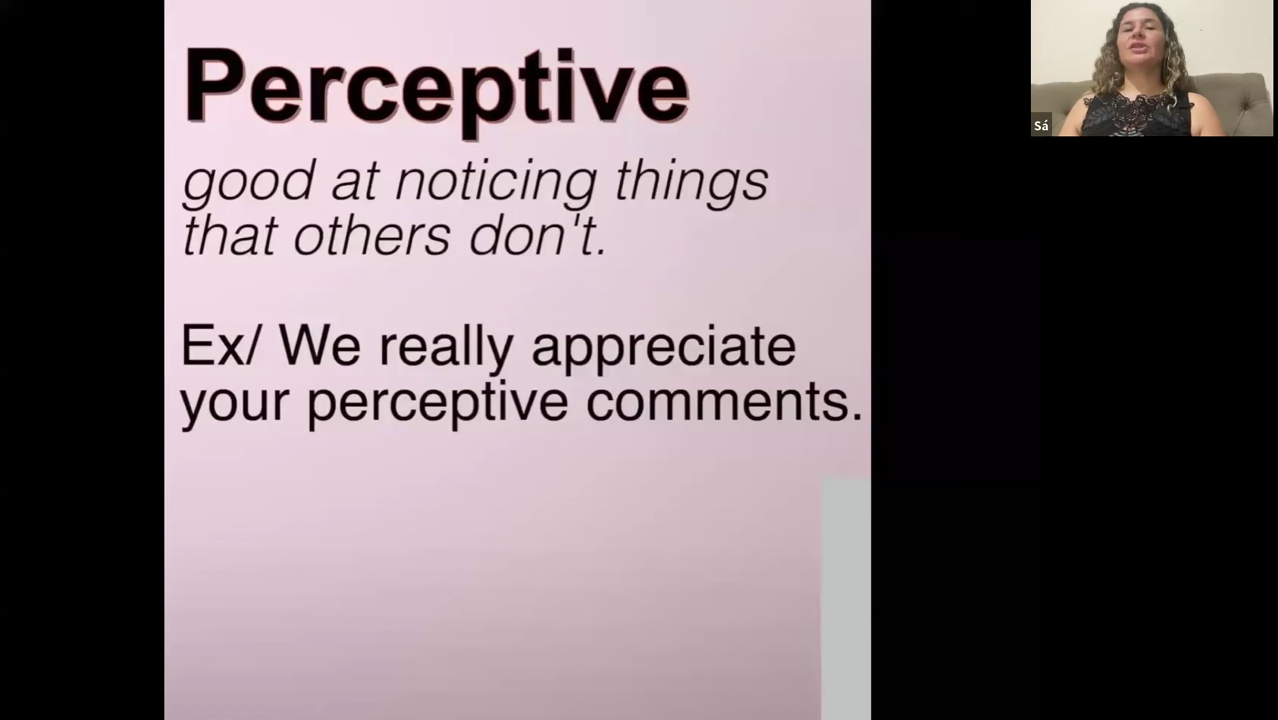 Perceptive
good at noticing things
that others don't.
Ex/ We really appreciate
your perceptive comments.
Sá